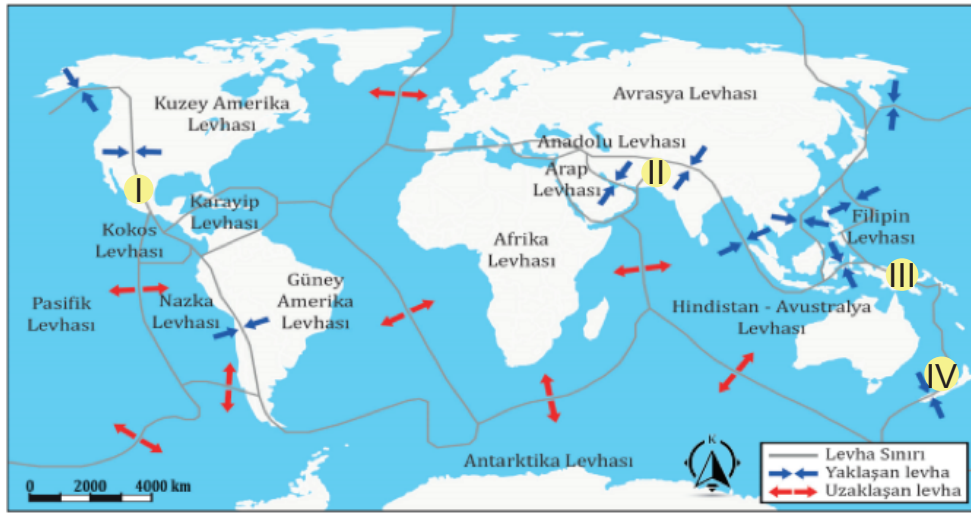 Kuzey Amerika
Levhası
Avrasya Levhası
Anadolu Levhası
Arap
Levhası
I
II
III
IV
Karayip
Levhası
Kokos
Levhası
Filipin
Levhası
Afrika
Levhası
Pasifik
Levhası
Nazka
Levhası
Güney
Amerika
Levhası
Hindistan - Avustralya
Levhası
Antarktika Levhası
K
0 2000 4000 km
Levha Sınırı
Yaklaşan levha
Uzaklaşan levha